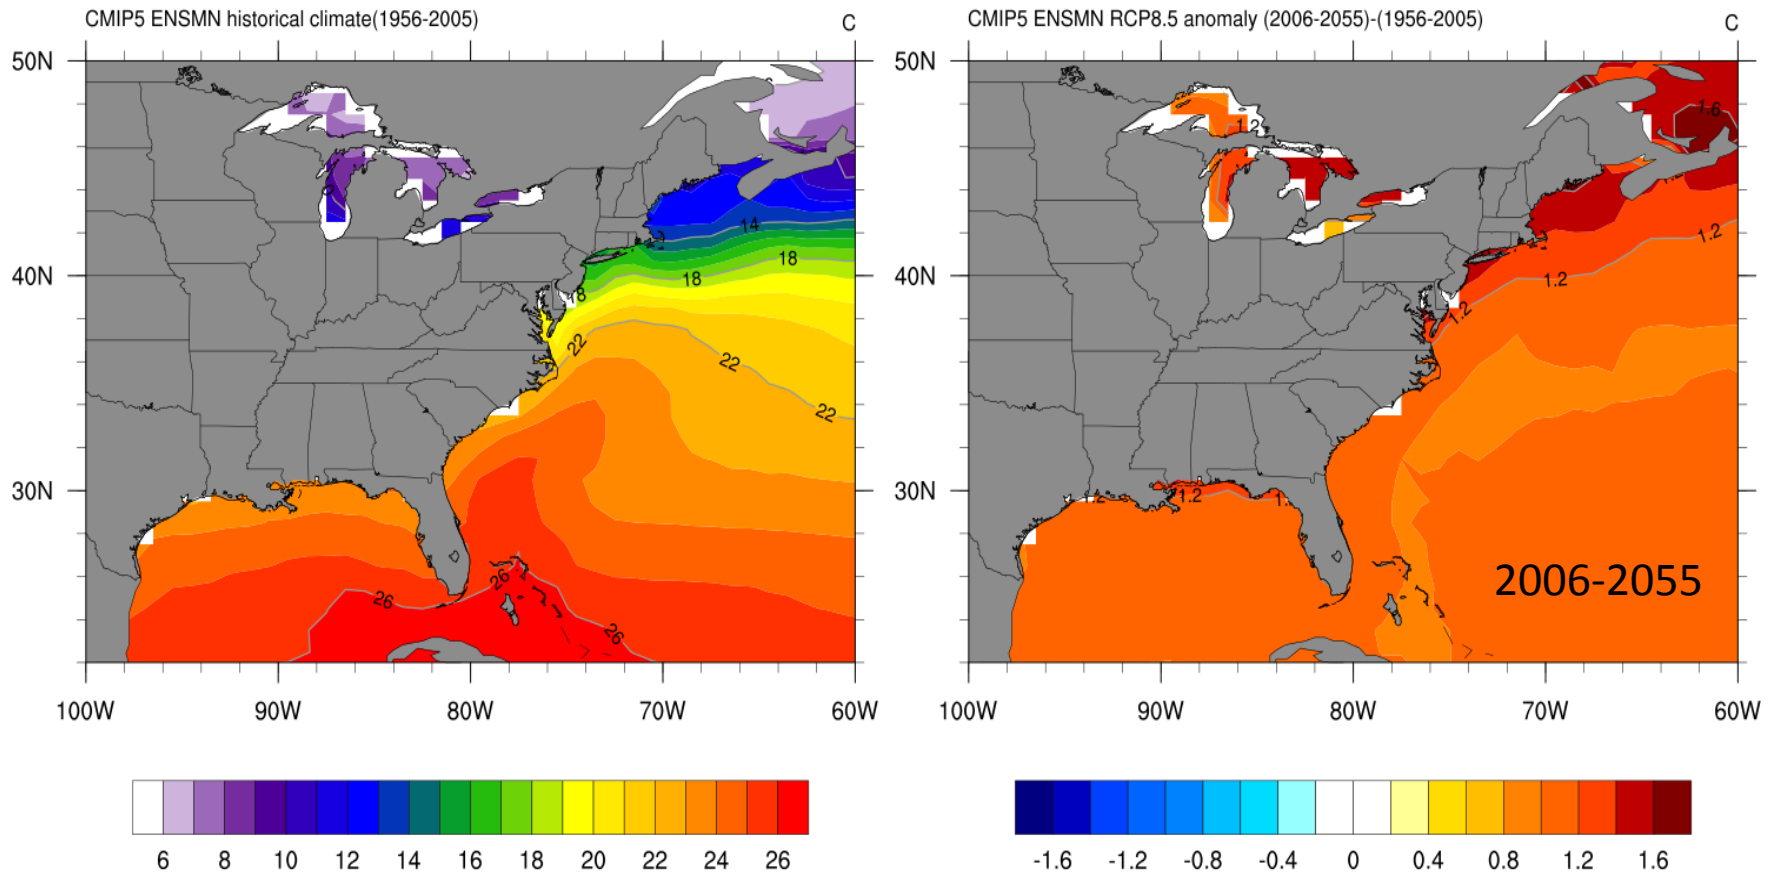 CMIP5 ENSMN historical climate(1956-2005) C
CMIP5 ENSMN RCP8.5 anomaly (2006-2055)-(1956-2005) C
50N
40N
30N
14
18
18
8
22
22
22
26
26
26
100W 90W 80W 70W 60W
6 8 10 12 14 16 18 20 22 24 26
50N
40N
30N
1.6
1.2
1.2
1.2
1.2
1.2
1.2
2006-2055
100W 90W 80W 70W 60W
-1.6 -1.2 -0.8 -0.4 0 0.4 0.8 1.2 1.6